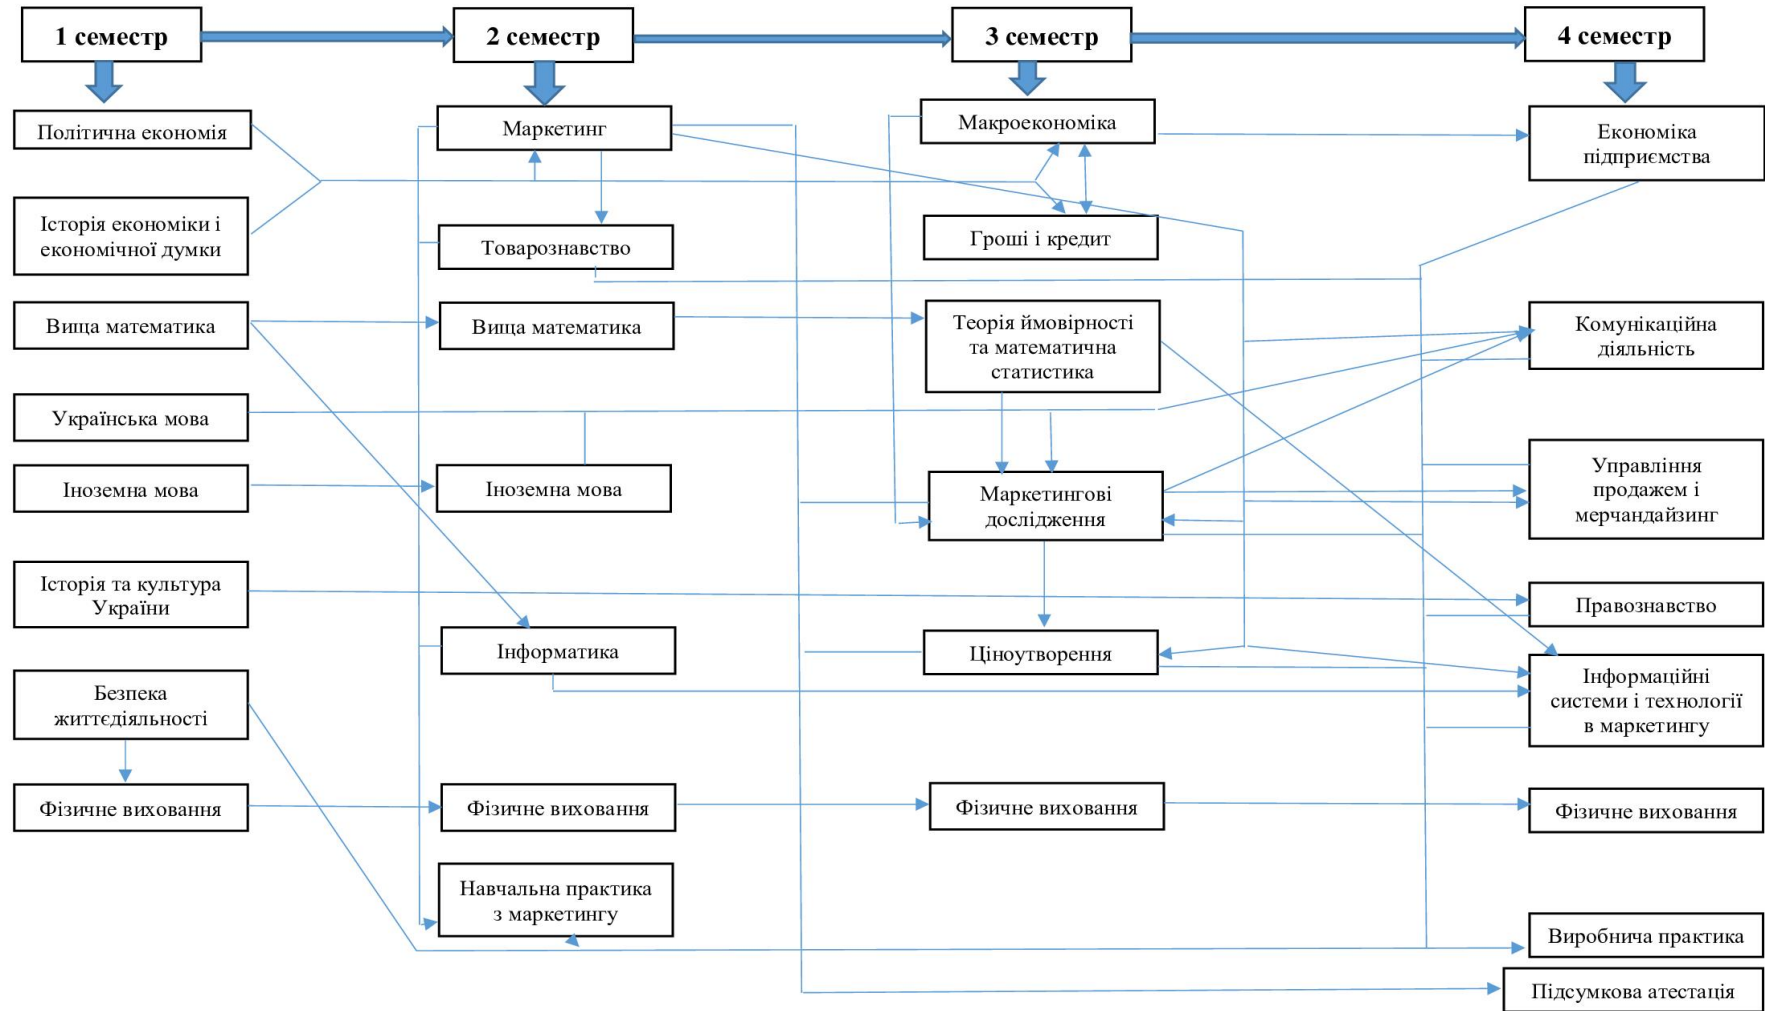 1 семестр
2 семестр
3 семестр
4 семестр
Політична економія
Історія економіки і
економічної думки
Вища математика
Українська мова
Іноземна мова
Історія та культура
України
Безпека
життєдіяльності
Фізичне виховання
Маркетинг
Товарознавство
Вища математика
Іноземна мова
Інформатика
Фізичне виховання
Навчальна практика
з маркетингу
Макроекономіка
Гроші і кредит
Теорія ймовірності
та математична
статистика
Маркетингові
дослідження
Ціноутворення
Фізичне виховання
Економіка
підприємства
Комунікаційна
діяльність
Управління
продажем і
мерчандайзинг
Правознавство
Інформаційні
системи і технології
в маркетингу
Фізичне виховання
Виробнича практика
Підсумкова атестація